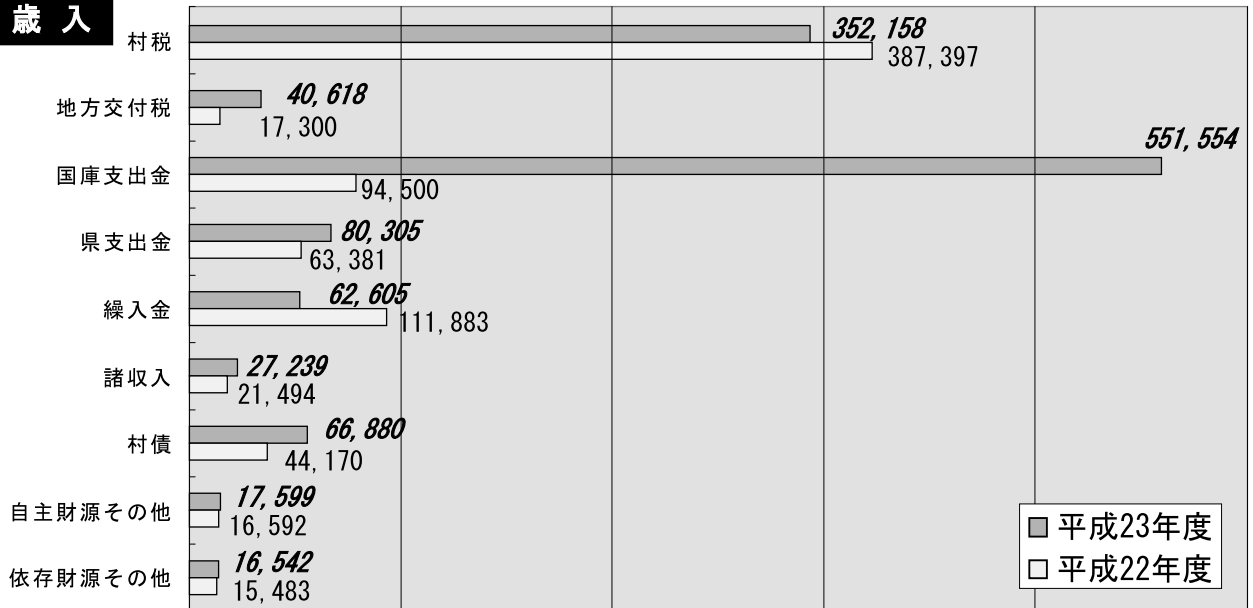 歳入
村税
352,158
387,397
地方交付税
40,618
17,300
国庫支出金
551,554
94,500
県支出金
80,305
63,381
繰入金
62,605
111,883
諸収入
27,239
21,494
村債
66,880
44,170
自主財源その他
17,599
16,592
依存財源その他
16,542
15,483
平成23年度
平成22年度